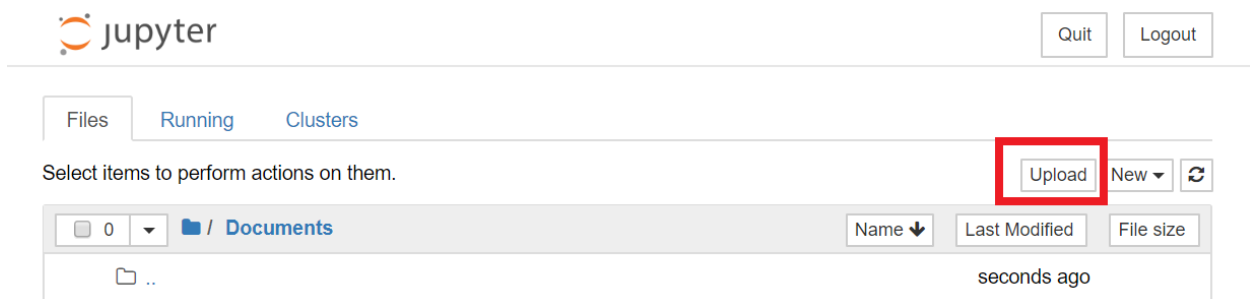 jupyter
Quit Logout
Files Running Clusters
Select items to perform actions on them.
Upload New
0 / Documents Name Last Modified File size
.. seconds ago